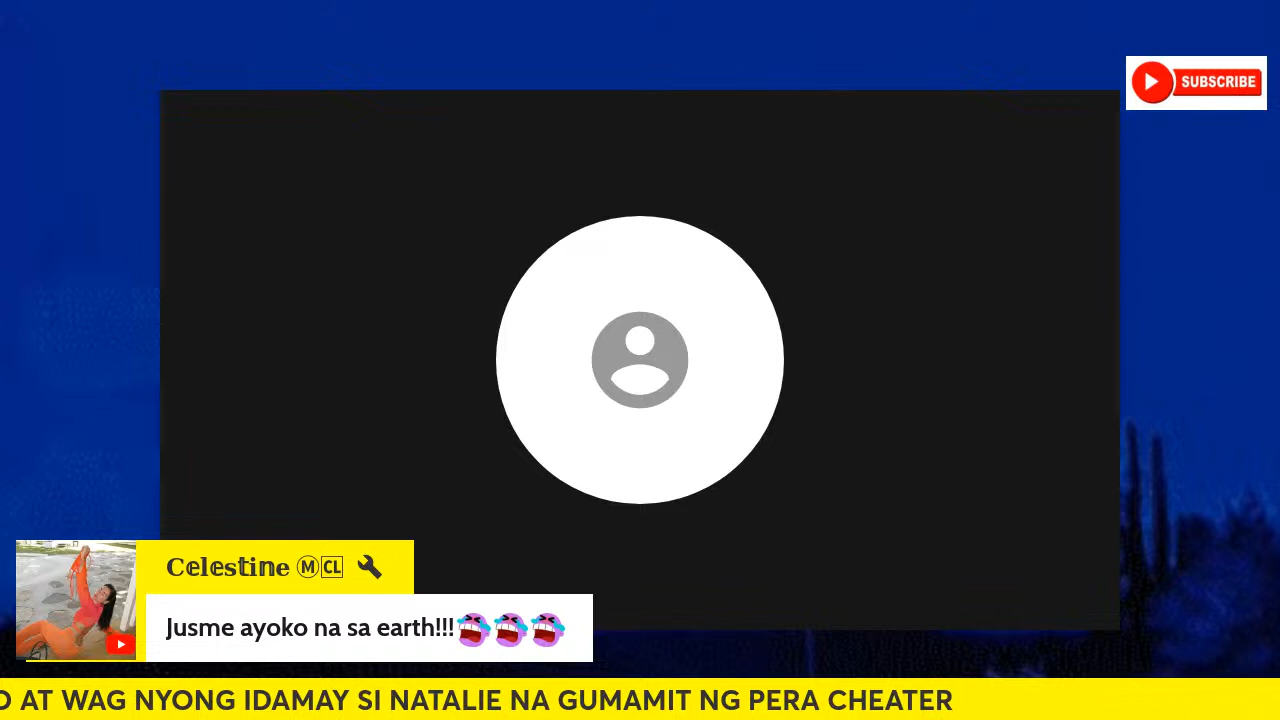 SUBSCRIBE
Celestine Ⓜ🄲🄻
Jusme ayoko na sa earth!!!
AT WAG NYONG IDAMAY SI NATALIE NA GUMAMIT NG PERA CHEATER